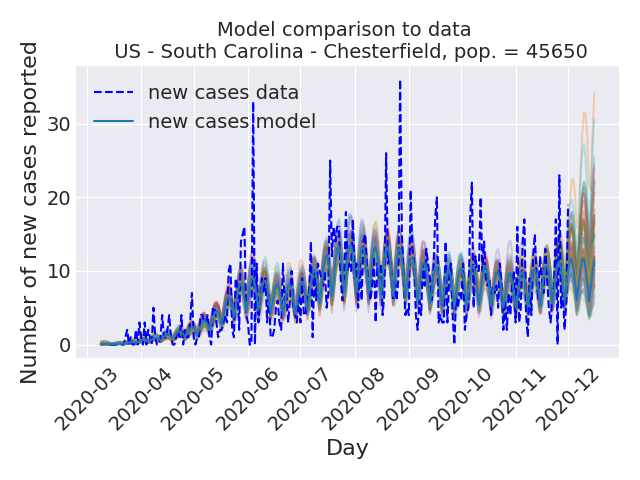 Model comparison to data
US - South Carolina - Chesterfield, pop. = 45650
Number of new cases reported
new cases data
new cases model
30
20
10
0
2020-03
2020-04
2020-05
2020-06
2020-07
2020-08
2020-09
2020-10
2020-11
2020-12
Day